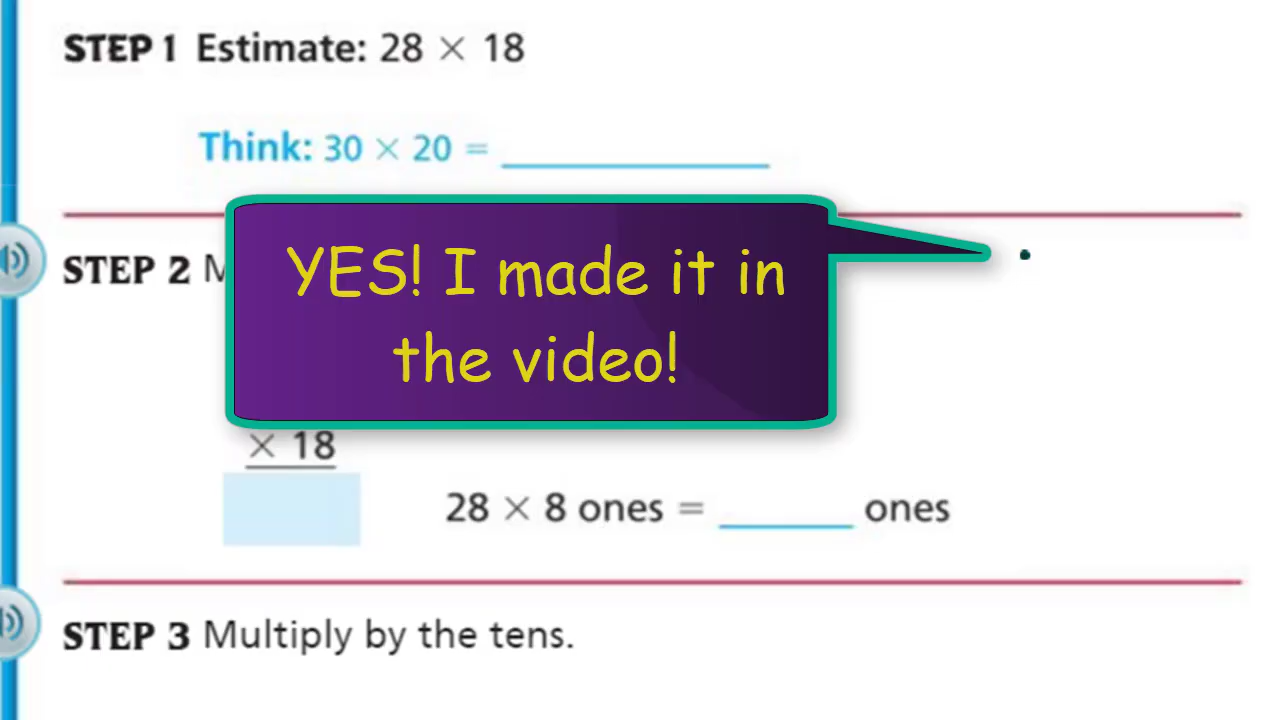 STEP 1 Estimate: 28 × 18
Think: 30 × 20 = 
STEP 2
YES! I made it in
the video!
× 18
28 × 8 ones = ______ ones
STEP 3 Multiply by the tens.